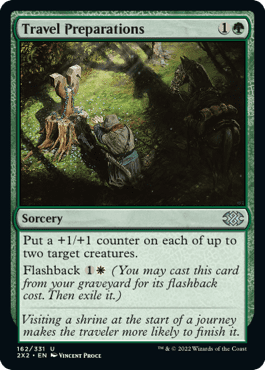 Travel Preparations 1
Sorcery
Put a +1/+1 counter on each of up to
two target creatures.
Flashback 1 (You may cast this card
from your graveyard for its flashback
cost. Then exile it.)
Visiting a shrine at the start of a journey
makes the traveler more likely to finish it.
162/331 U
2X2 • EN VINCENT PROCE
™ & © 2022 Wizards of the Coast